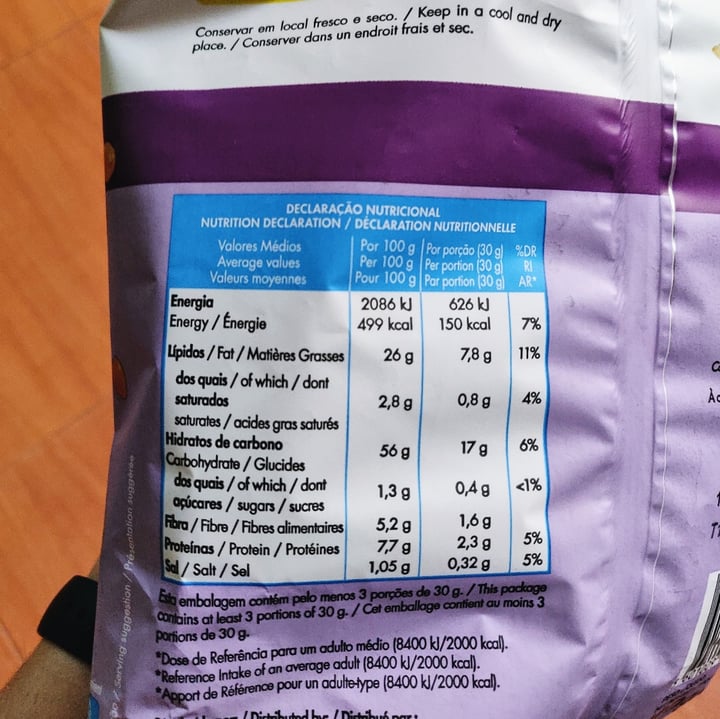 Conservar em local fresco e seco. / Keep in a cool and dry
place. / Conserver dans un endroit frais et sec.
DECLARAÇÃO NUTRICIONAL
NUTRITION DECLARATION / DÉCLARATION NUTRITIONNELLE
Valores Médios Por 100 g Por porção (30 g) %DR
Average values Per 100 g Per portion (30 g) RI
Valeurs moyennes Pour 100 g Par portion (30 g) AR*
Energia 2086 kJ 626 kJ
Energy / Énergie 499 kcal 150 kcal 7%
Lípidos / Fat / Matières Grasses 26 g 7,8 g 11%
dos quais / of which / dont
saturados 2,8 g 0,8 g 4%
saturates / acides gras saturés
Hidratos de carbono 56 g 17 g 6%
Carbohydrate / Glucides
dos quais / of which / dont 1,3 g 0,4 g <1%
açúcares / sugars / sucres
Fibra / Fibre / Fibres alimentaires 5,2 g 1,6 g
Proteínas / Protein / Protéines 7,7 g 2,3 g 5%
Sal / Salt / Sel 1,05 g 0,32 g 5%
Esta embalagem contém pelo menos 3 porções de 30 g. / This package
contains at least 3 portions of 30 g. / Cet emballage contient au moins 3
portions de 30 g.
*Dose de Referência para um adulto médio (8400 kJ/2000 kcal).
*Reference Intake of an average adult (8400 kJ/2000 kcal).
*Apport de Référence pour un adulte-type (8400 kJ/2000 kcal).
/ Distributed by / Distribué par:
/ Serving suggestion / Présentation suggérée